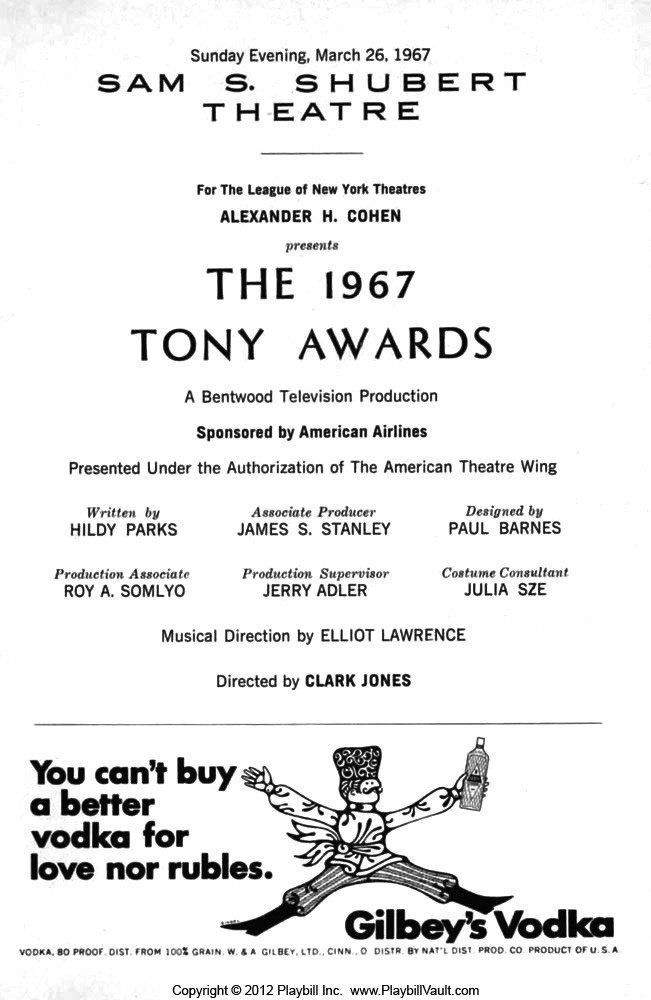 Sunday Evening, March 26, 1967
SAM S. SHUBERT
THEATRE
For The League of New York Theatres
ALEXANDER H. COHEN
presents
THE 1967
TONY AWARDS
A Bentwood Television Production
Sponsored by American Airlines
Presented Under the Authorization of The American Theatre Wing
Written by
HILDY PARKS
Associate Producer
JAMES S. STANLEY
Designed by
PAUL BARNES
Production Associate
ROY A. SOMLYO
Production Supervisor
JERRY ADLER
Costume Consultant
JULIA SZE
Musical Direction by ELLIOT LAWRENCE
Directed by CLARK JONES
You can't buy
a better
vodka for
love nor rubles.
Gilbey's Vodka
VODKA, 80 PROOF. DIST. FROM 100% GRAIN. W. & A GILBEY, LTD., CINN., O DISTR. BY NAT'L DIST. PROD. CO. PRODUCT OF U.S.A.
Copyright © 2012 Playbill Inc. www.PlaybillVault.com